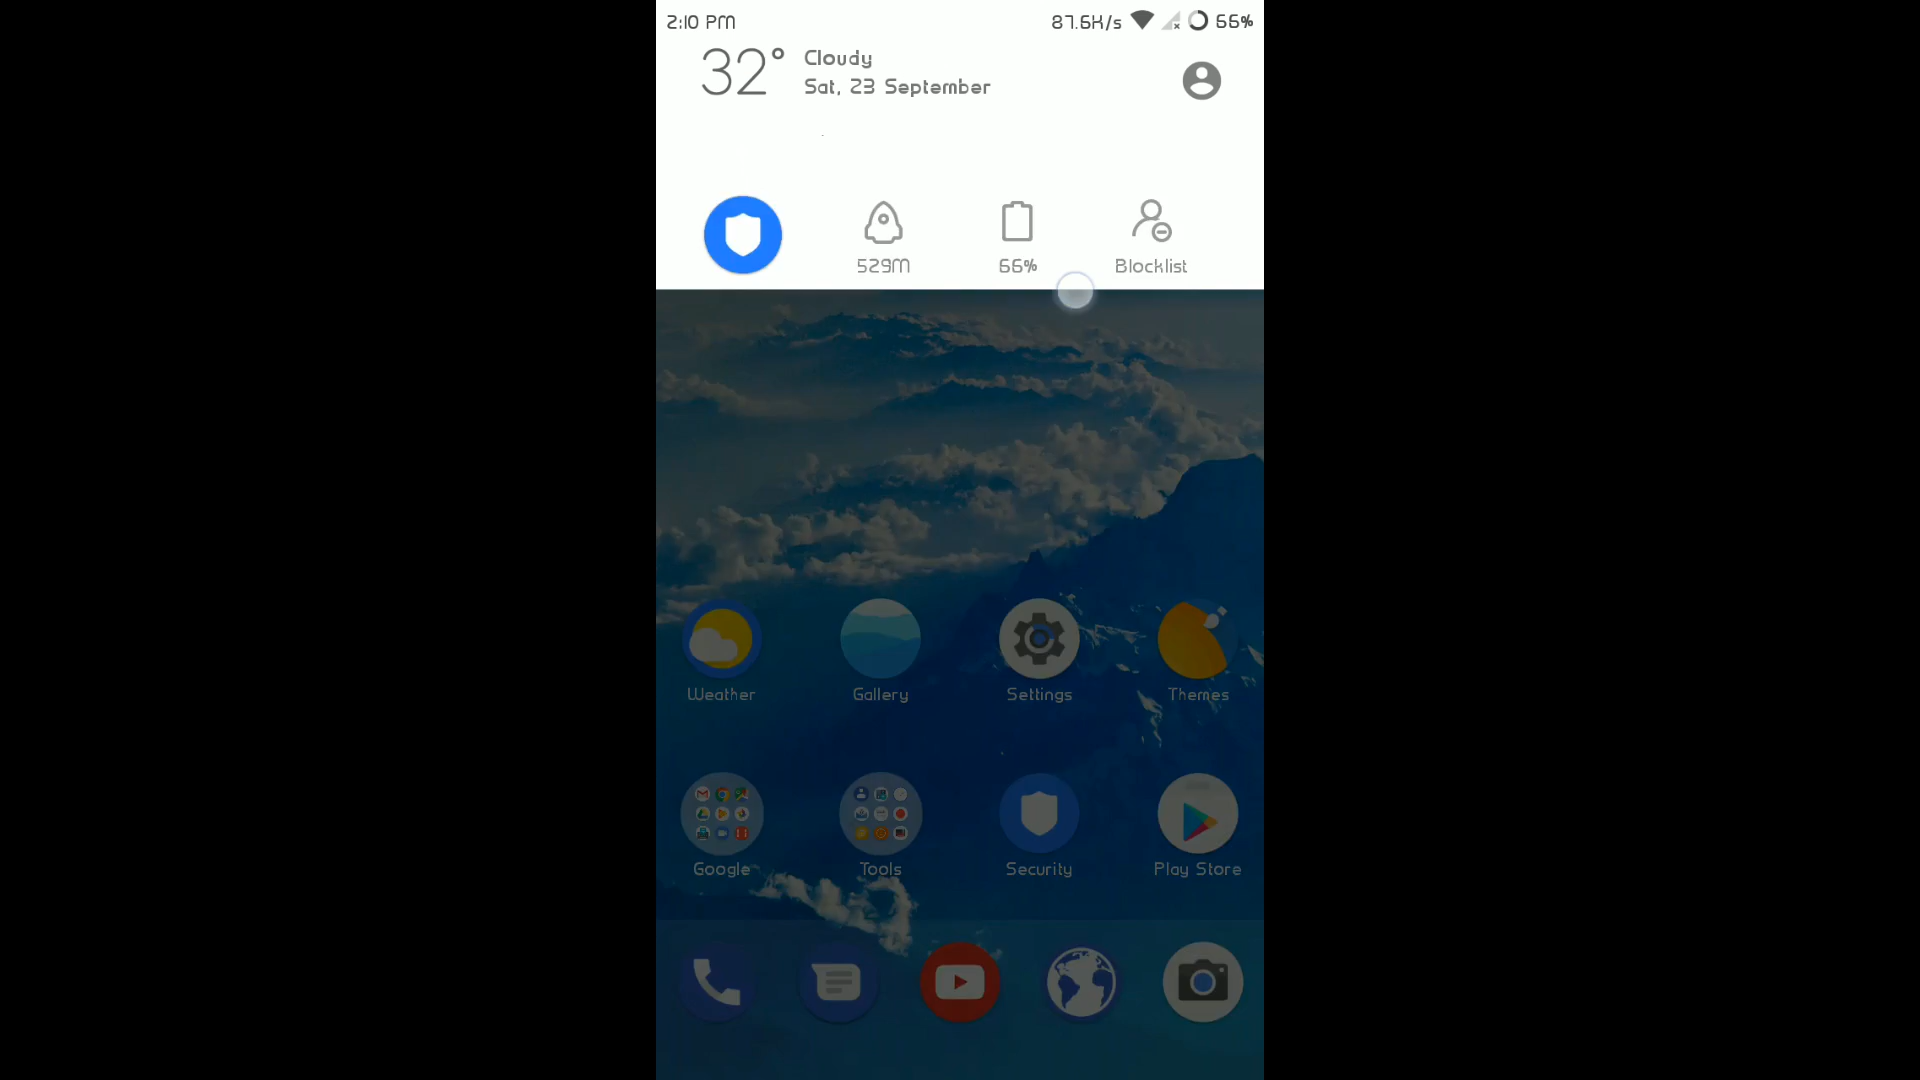 2:10 PM 87.6K/s 66%
32° Cloudy
Sat, 23 September
529M 66% Blocklist
Weather Gallery Settings Themes
Google Tools Security Play Store